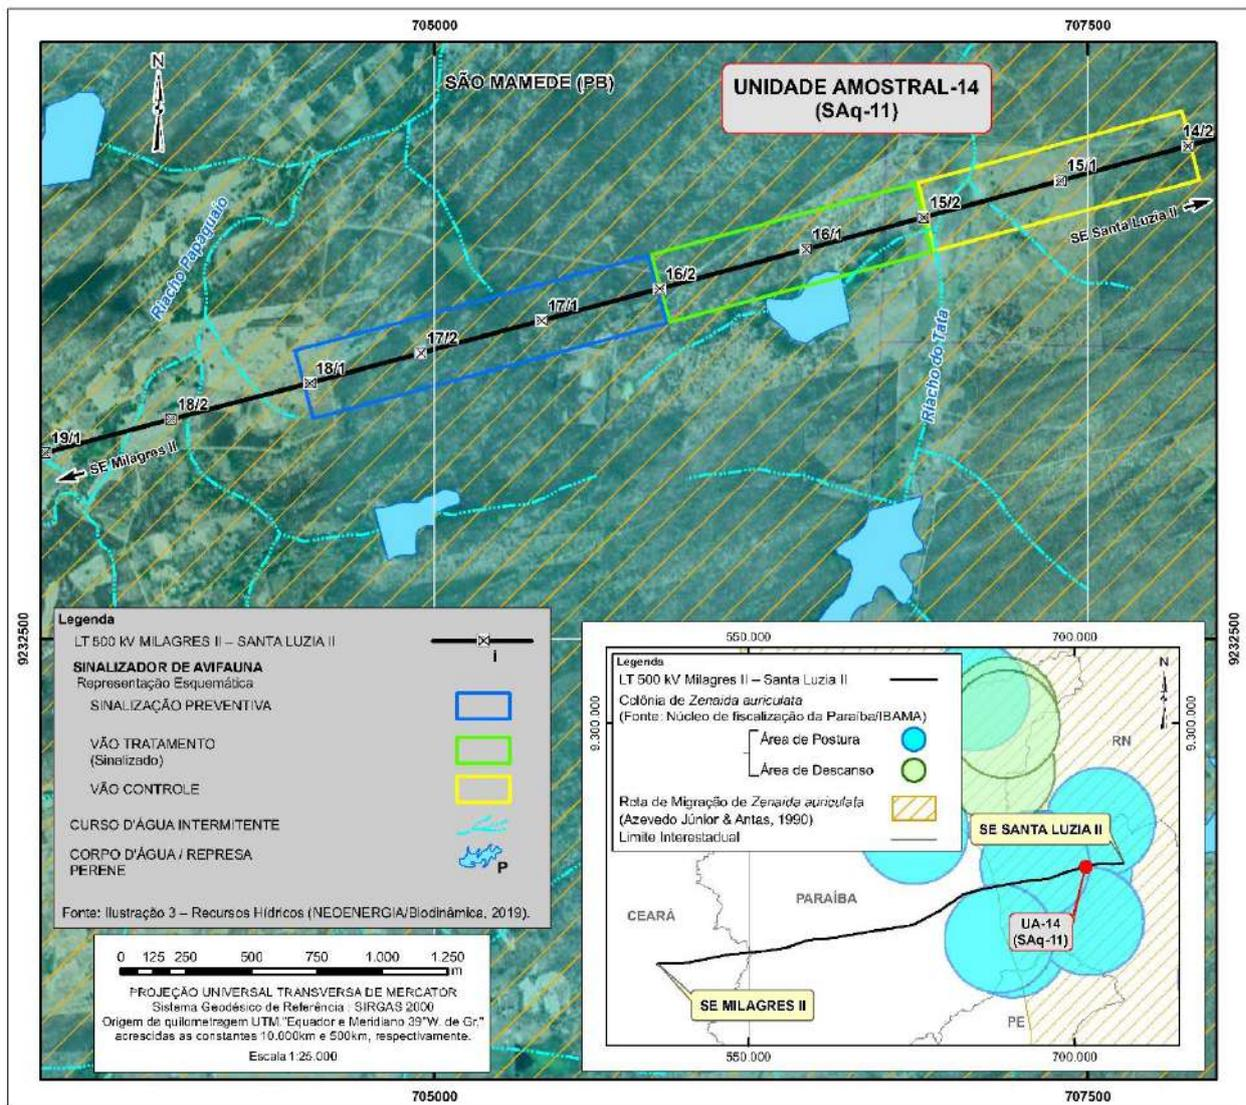 705000
707500
N
SÃO MAMEDE (PB)
UNIDADE AMOSTRAL-14
(SAq-11)
14/2
15/1
15/2
SE Santa Luzia II
16/1
16/2
17/1
17/2
18/1
18/2
19/1
SE Milagres II
Riacho Papaguaio
Riacho do Tata
9232500
9232500
Legenda
LT 500 kV MILAGRES II – SANTA LUZIA II
i
SINALIZADOR DE AVIFAUNA
Representação Esquemática
SINALIZAÇÃO PREVENTIVA
VÃO TRATAMENTO
(Sinalizado)
VÃO CONTROLE
CURSO D'ÁGUA INTERMITENTE
CORPO D'ÁGUA / REPRESA
PERENE
P
Fonte: Ilustração 3 – Recursos Hídricos (NEOENERGIA/Biodinâmica, 2019).
0 125 250 500 750 1.000 1.250
m
PROJEÇÃO UNIVERSAL TRANSVERSA DE MERCATOR
Sistema Geodésico de Referência : SIRGAS 2000
Origem da quilometragem UTM."Equador e Meridiano 39°W. de Gr,"
acrescidas as constantes 10.000km e 500km, respectivamente.
Escala 1:25.000
550.000
700.000
Legenda
LT 500 kV Milagres II – Santa Luzia II
Colônia de Zenaida auriculata
(Fonte: Núcleo de fiscalização da Paraíba/IBAMA)
Área de Postura
Área de Descanso
Rota de Migração de Zenaida auriculata
(Azevedo Júnior & Antas, 1990)
Limite Interestadual
N
RN
9.300.000
9.300.000
SE SANTA LUZIA II
PARAÍBA
CEARÁ
UA-14
(SAq-11)
SE MILAGRES II
PE
550.000
700.000
705000
707500